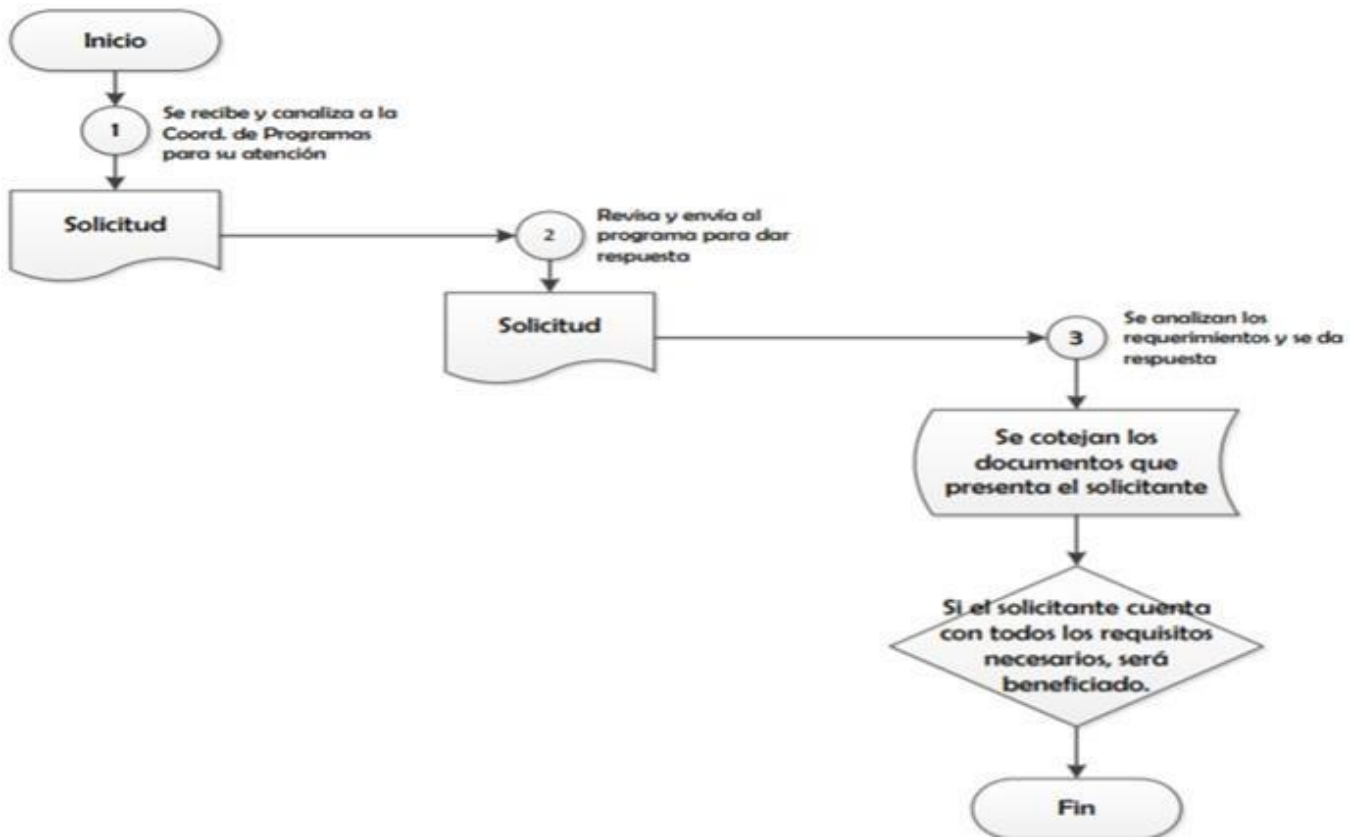 Inicio
1
Se recibe y canaliza a la
Coord. de Programas
para su atención
Solicitud
2
Revisa y envía al
programa para dar
respuesta
Solicitud
3
Se analizan los
requerimientos y se da
respuesta
Se cotejan los
documentos que
presenta el solicitante
Si el solicitante cuenta
con todos los requisitos
necesarios, será
beneficiado.
Fin